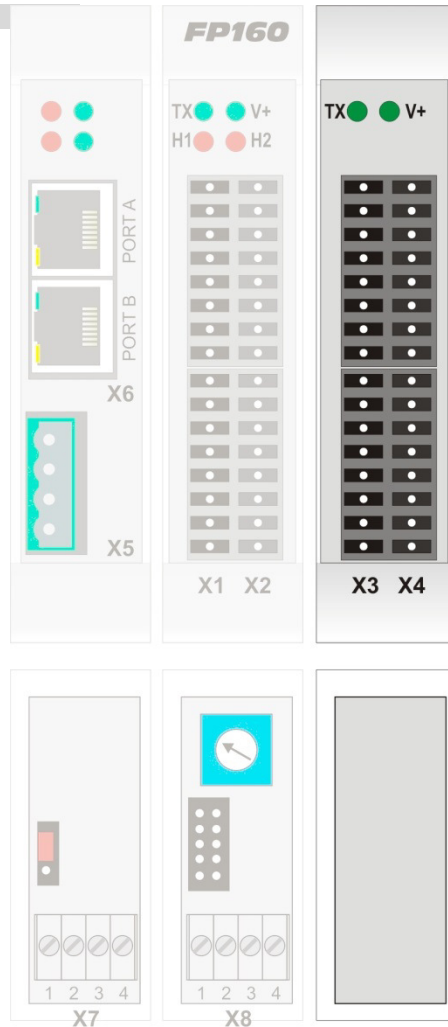 FP160
TX V+
H1 H2
TX V+
PORT A
PORT B
X6
X5
X1 X2
X3 X4
1 2 3 4
X7
1 2 3 4
X8